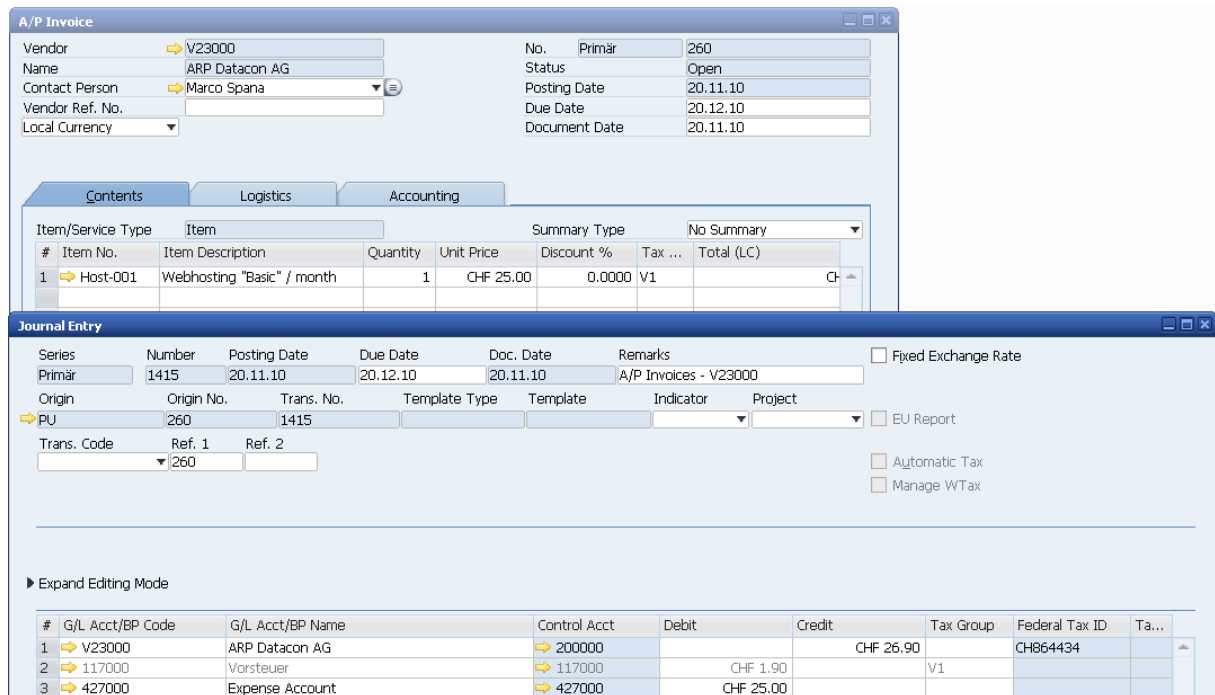 A/P Invoice
Vendor V23000 No. Primär 260
Name ARP Datacon AG Status Open
Contact Person Marco Spana Posting Date 20.11.10
Vendor Ref. No. Due Date 20.12.10
Local Currency Document Date 20.11.10
Contents Logistics Accounting
Item/Service Type Item Summary Type No Summary
# Item No. Item Description Quantity Unit Price Discount % Tax ... Total (LC)
1 Host-001 Webhosting "Basic" / month 1 CHF 25.00 0.0000 V1 CH
Journal Entry
Series Number Posting Date Due Date Doc. Date Remarks Fixed Exchange Rate
Primär 1415 20.11.10 20.12.10 20.11.10 A/P Invoices - V23000
Origin Origin No. Trans. No. Template Type Template Indicator Project
PU 260 1415 EU Report
Trans. Code Ref. 1 Ref. 2
260 Automatic Tax
Manage WTax
Expand Editing Mode
# G/L Acct/BP Code G/L Acct/BP Name Control Acct Debit Credit Tax Group Federal Tax ID Ta...
1 V23000 ARP Datacon AG 200000 CHF 26.90 CH864434
2 117000 Vorsteuer 117000 CHF 1.90 V1
3 427000 Expense Account 427000 CHF 25.00